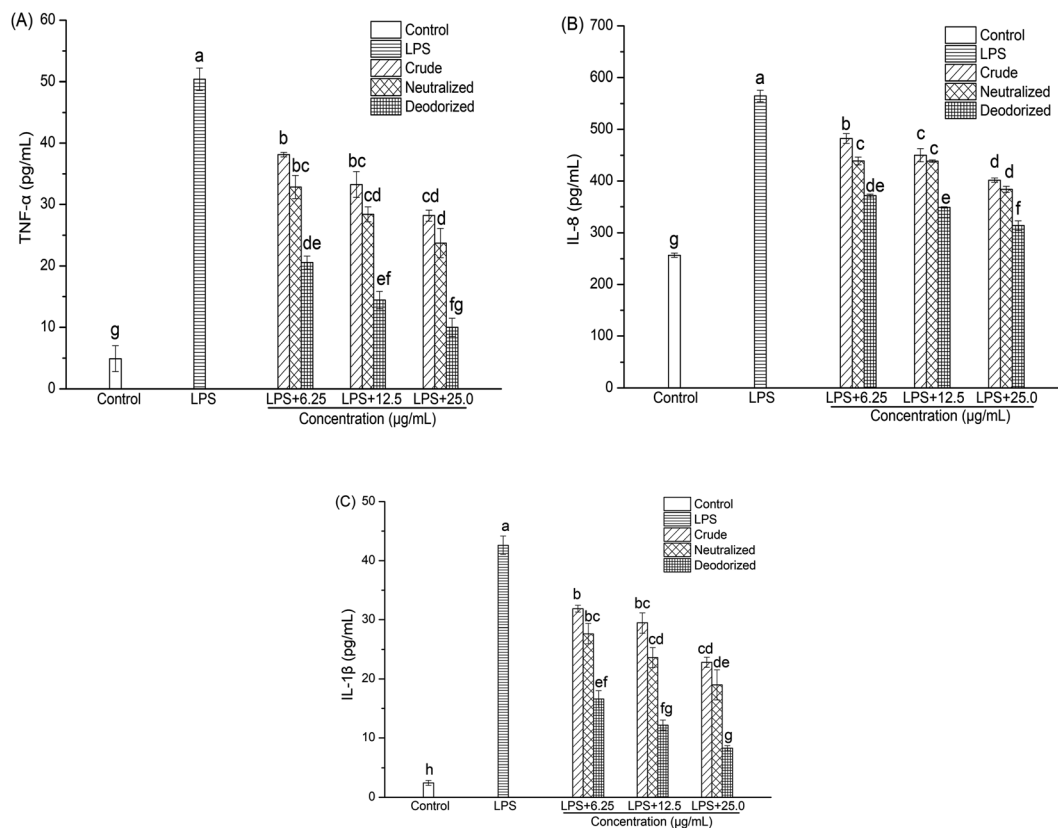 (A)
60
50
40
30
20
10
0
TNF-α (pg/mL)
Control
LPS
Crude
Neutralized
Deodorized
g
a
b
bc
de
bc
cd
ef
cd
d
fg
Control LPS LPS+6.25 LPS+12.5 LPS+25.0
Concentration (μg/mL)
(B)
700
600
500
400
300
200
100
0
IL-8 (pg/mL)
Control
LPS
Crude
Neutralized
Deodorized
g
a
b
c
de
c
c
e
d
d
f
Control LPS LPS+6.25 LPS+12.5 LPS+25.0
Concentration (μg/mL)
(C)
50
40
30
20
10
0
IL-1β (pg/mL)
Control
LPS
Crude
Neutralized
Deodorized
h
a
b
bc
ef
bc
cd
fg
cd
de
g
Control LPS LPS+6.25 LPS+12.5 LPS+25.0
Concentration (μg/mL)